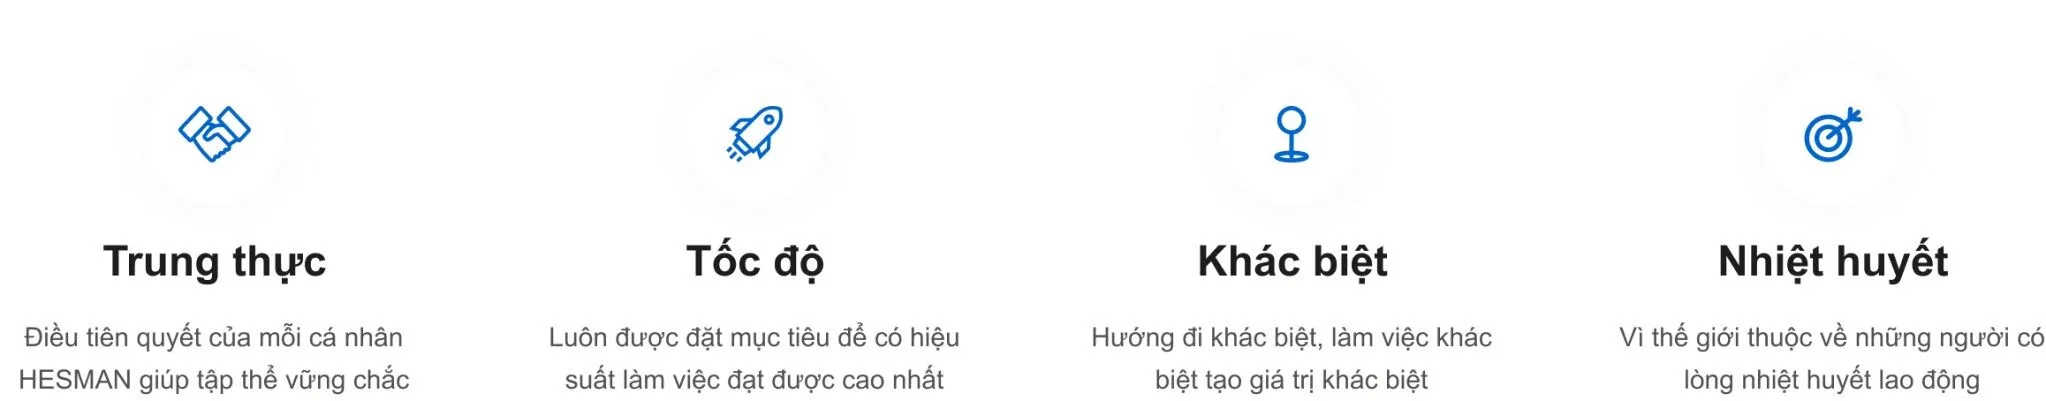 Trung thực
Điều tiên quyết của mỗi cá nhân
HESMAN giúp tập thể vững chắc
Tốc độ
Luôn được đặt mục tiêu để có hiệu
suất làm việc đạt được cao nhất
Khác biệt
Hướng đi khác biệt, làm việc khác
biệt tạo giá trị khác biệt
Nhiệt huyết
Vì thế giới thuộc về những người có
lòng nhiệt huyết lao động